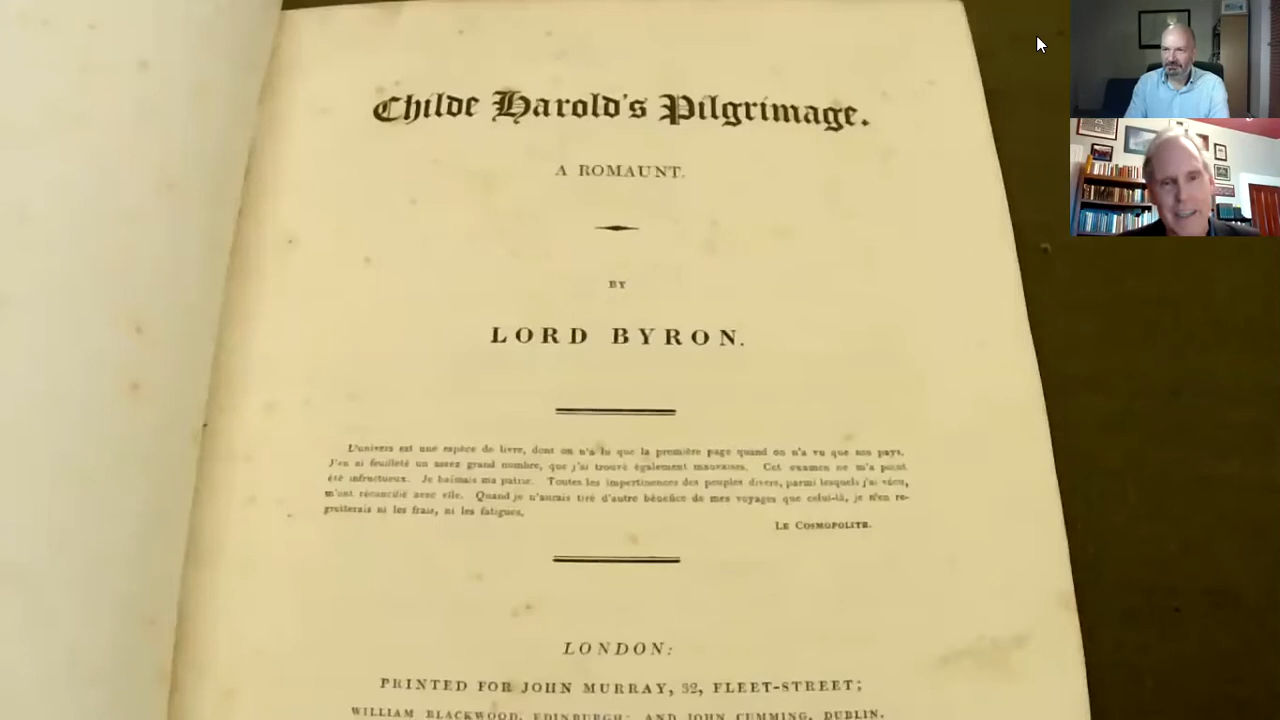 Childe Harold's Pilgrimage.
A ROMAUNT.
BY
LORD BYRON.
L'univers est une espèce de livre, dont on n'a lu que la première page quand on n'a vu que son pays.
J'en ai feuilleté un assez grand nombre, que j'ai trouvé également mauvaises. Cet examen ne m'a point
été infructueux. Je haïssais ma patrie. Toutes les impertinences des peuples divers, parmi lesquels j'ai vécu,
m'ont réconcilié avec elle. Quand je n'aurais tiré d'autre bénéfice de mes voyages que celui-là, je n'en re-
gretterais ni les frais, ni les fatigues.
LE COSMOPOLITE.
LONDON:
PRINTED FOR JOHN MURRAY, 32, FLEET-STREET;
WILLIAM BLACKWOOD, EDINBURGH; AND JOHN CUMMING, DUBLIN.